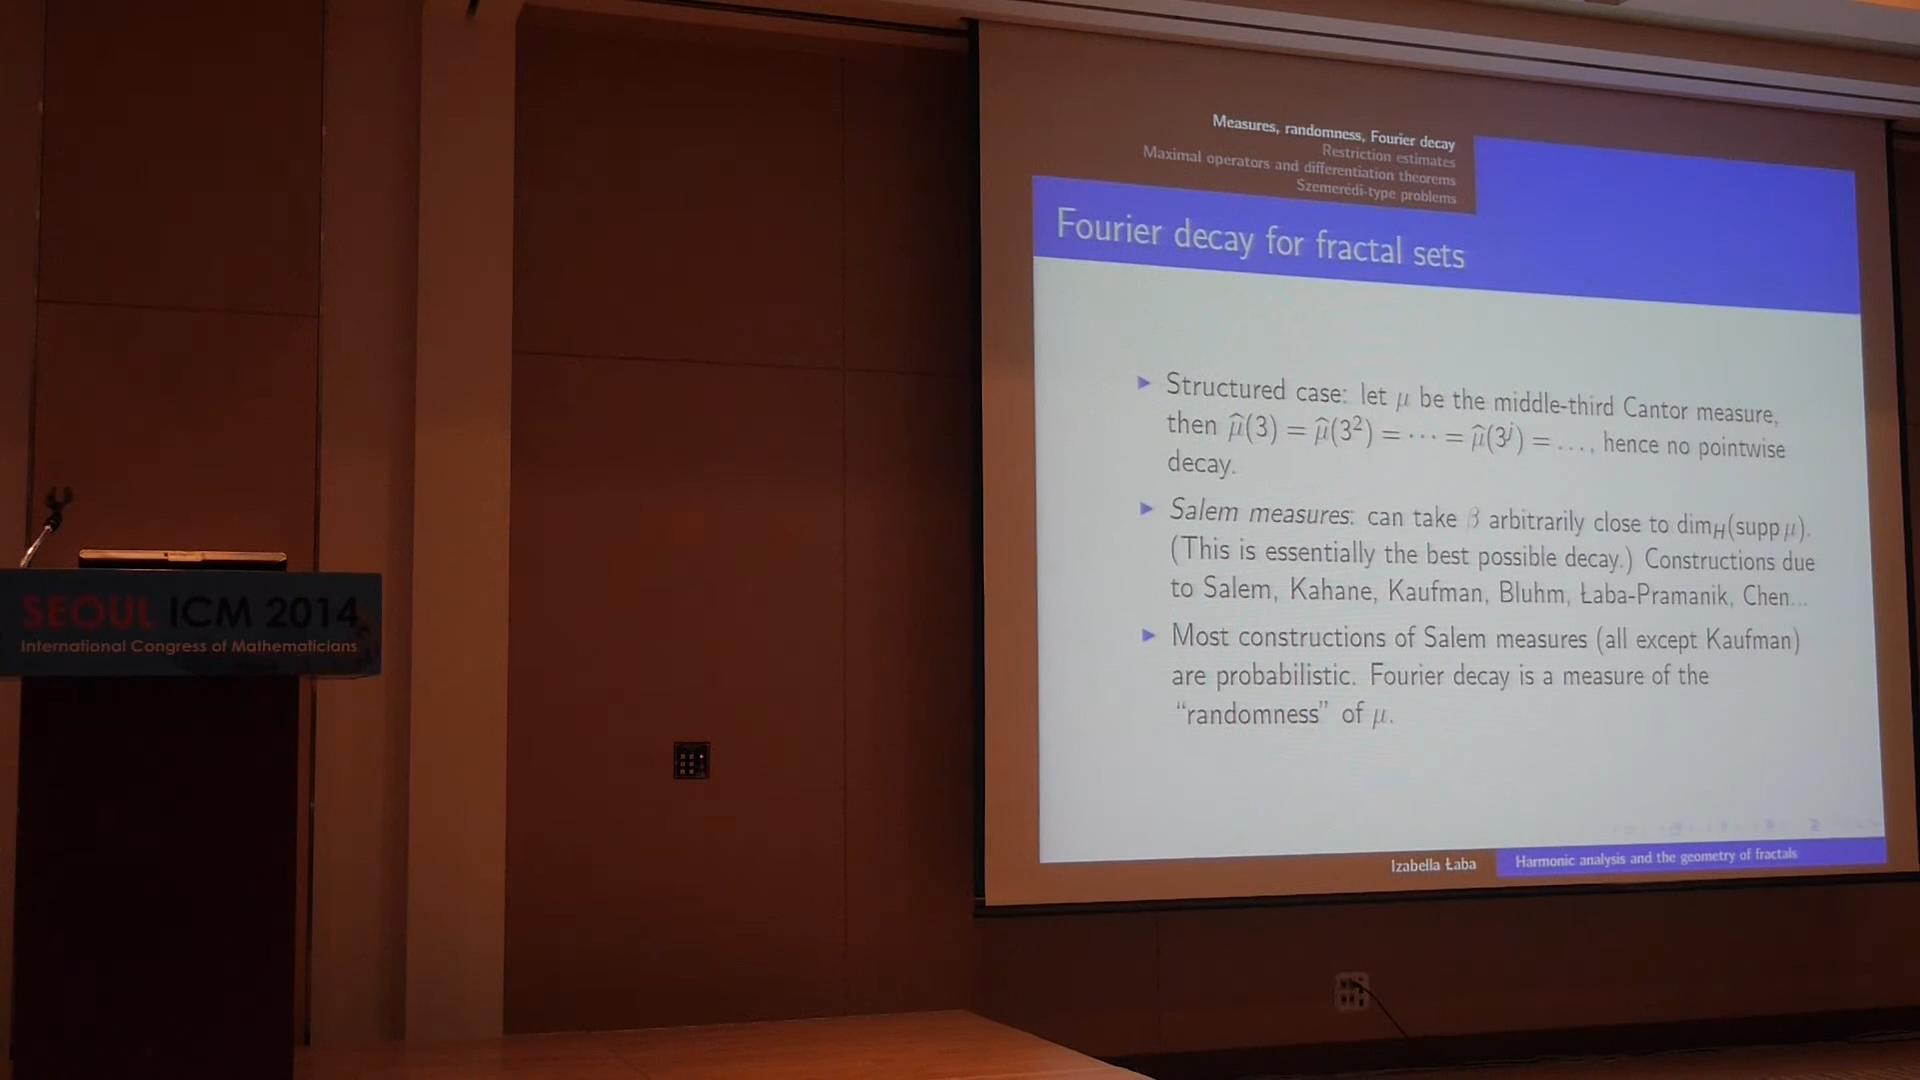 Measures, randomness, Fourier decay
Restriction estimates
Maximal operators and differentiation theorems
Szemerédi-type problems
Fourier decay for fractal sets
▶ Structured case: let μ be the middle-third Cantor measure,
then μ̂(3) = μ̂(3²) = ⋯ = μ̂(3ʲ) = ..., hence no pointwise
decay.
▶ Salem measures: can take β arbitrarily close to dim_H(supp μ).
(This is essentially the best possible decay.) Constructions due
to Salem, Kahane, Kaufman, Bluhm, Łaba-Pramanik, Chen...
▶ Most constructions of Salem measures (all except Kaufman)
are probabilistic. Fourier decay is a measure of the
“randomness” of μ.
Izabella Łaba
Harmonic analysis and the geometry of fractals
SEOUL ICM 2014
International Congress of Mathematicians